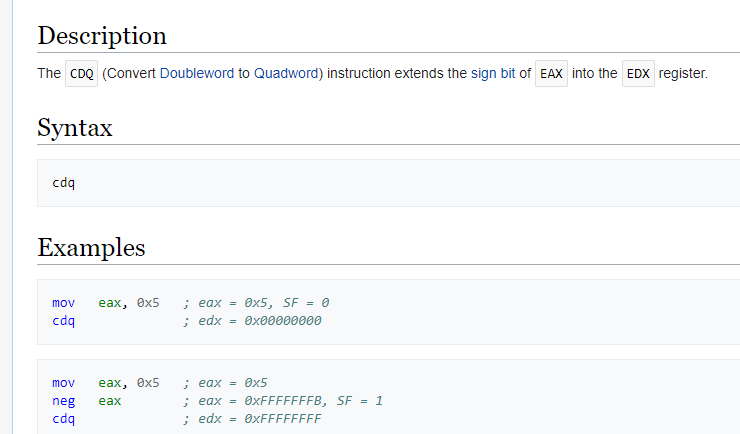 Description
The CDQ (Convert Doubleword to Quadword) instruction extends the sign bit of EAX into the EDX register.
Syntax
cdq
Examples
mov   eax, 0x5   ; eax = 0x5, SF = 0
cdq              ; edx = 0x00000000
mov   eax, 0x5   ; eax = 0x5
neg   eax        ; eax = 0xFFFFFFFB, SF = 1
cdq              ; edx = 0xFFFFFFFF